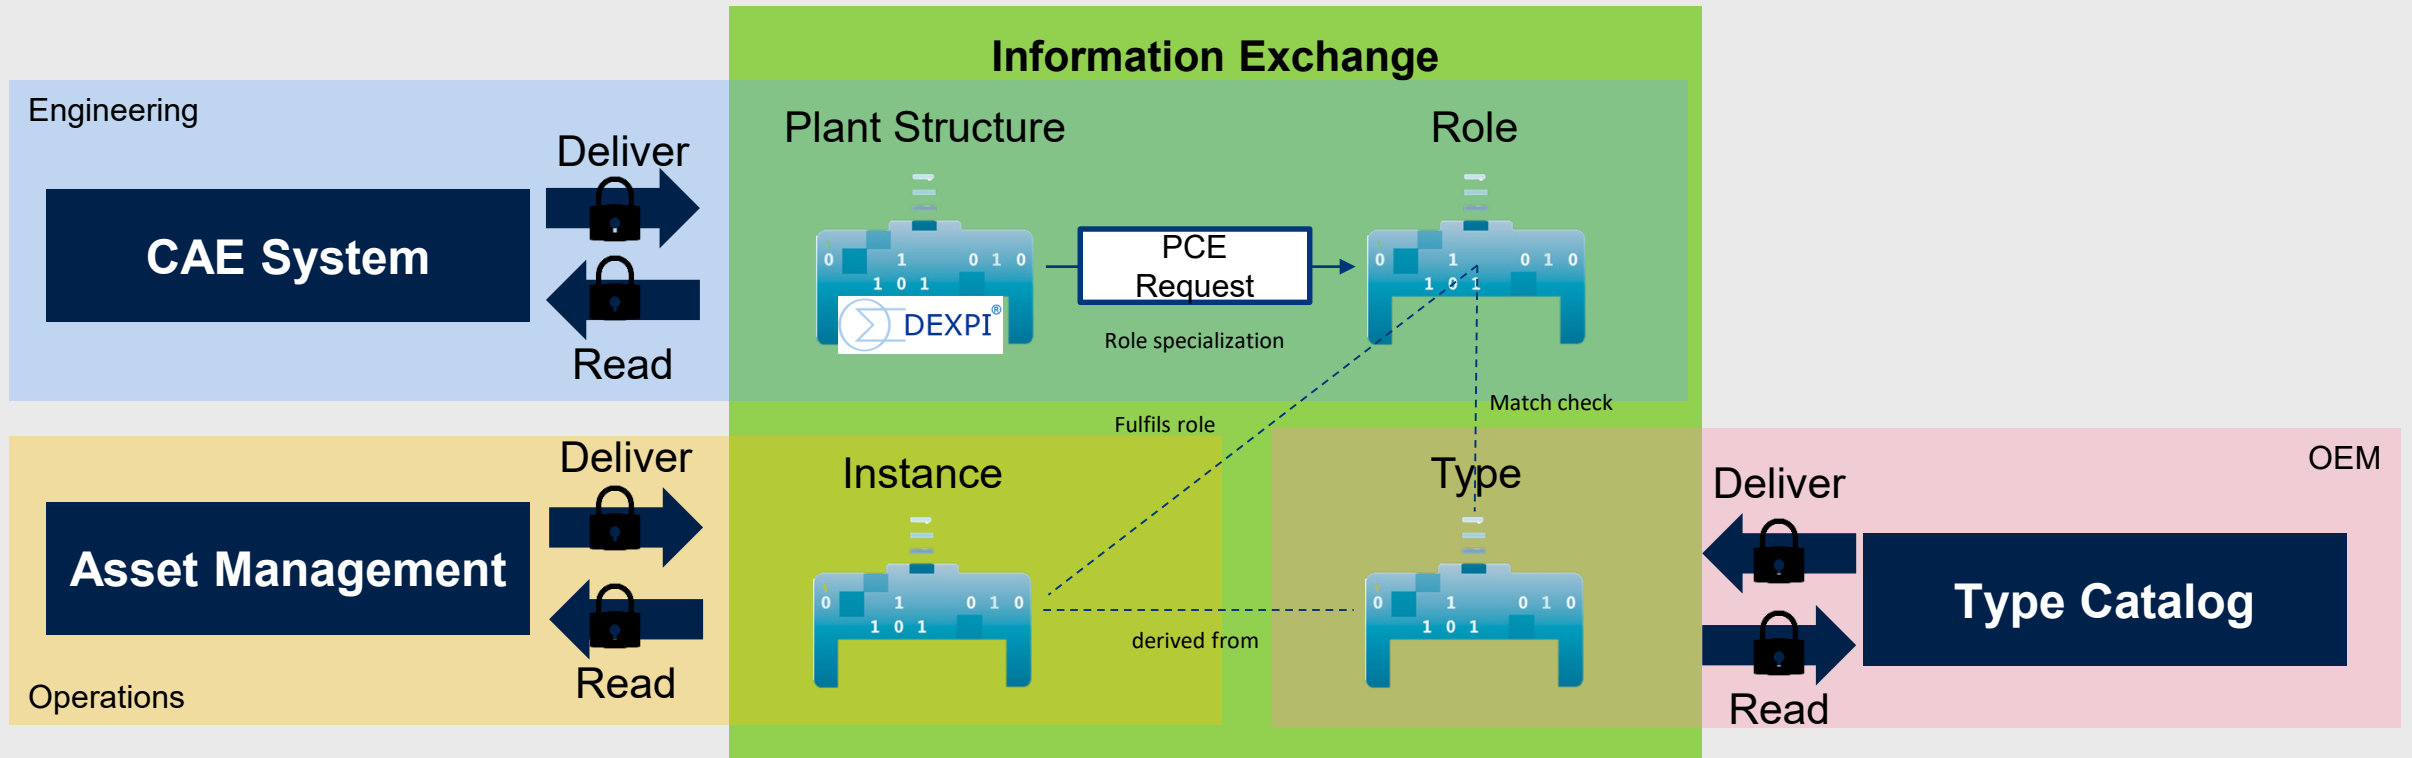 Information Exchange
Engineering
Plant Structure
Role
Deliver
CAE System
Read
0 1 0 1 0
1 0 1
DEXPI®
PCE
Request
Role specialization
0 1 0 1 0
1 0 1
Fulfils role
Match check
Operations
Deliver
Asset Management
Read
Instance
0 1 0 1 0
1 0 1
derived from
Type
0 1 0 1 0
1 0 1
OEM
Deliver
Type Catalog
Read